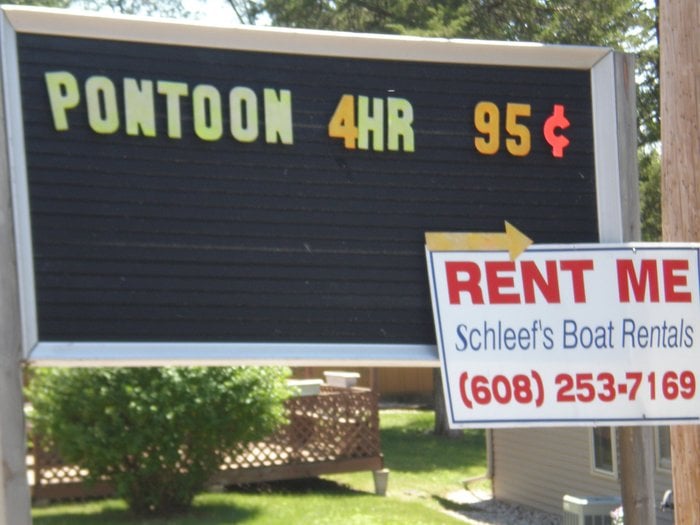 PONTOON 4HR 95¢
RENT ME
Schleef's Boat Rentals
(608) 253-7169